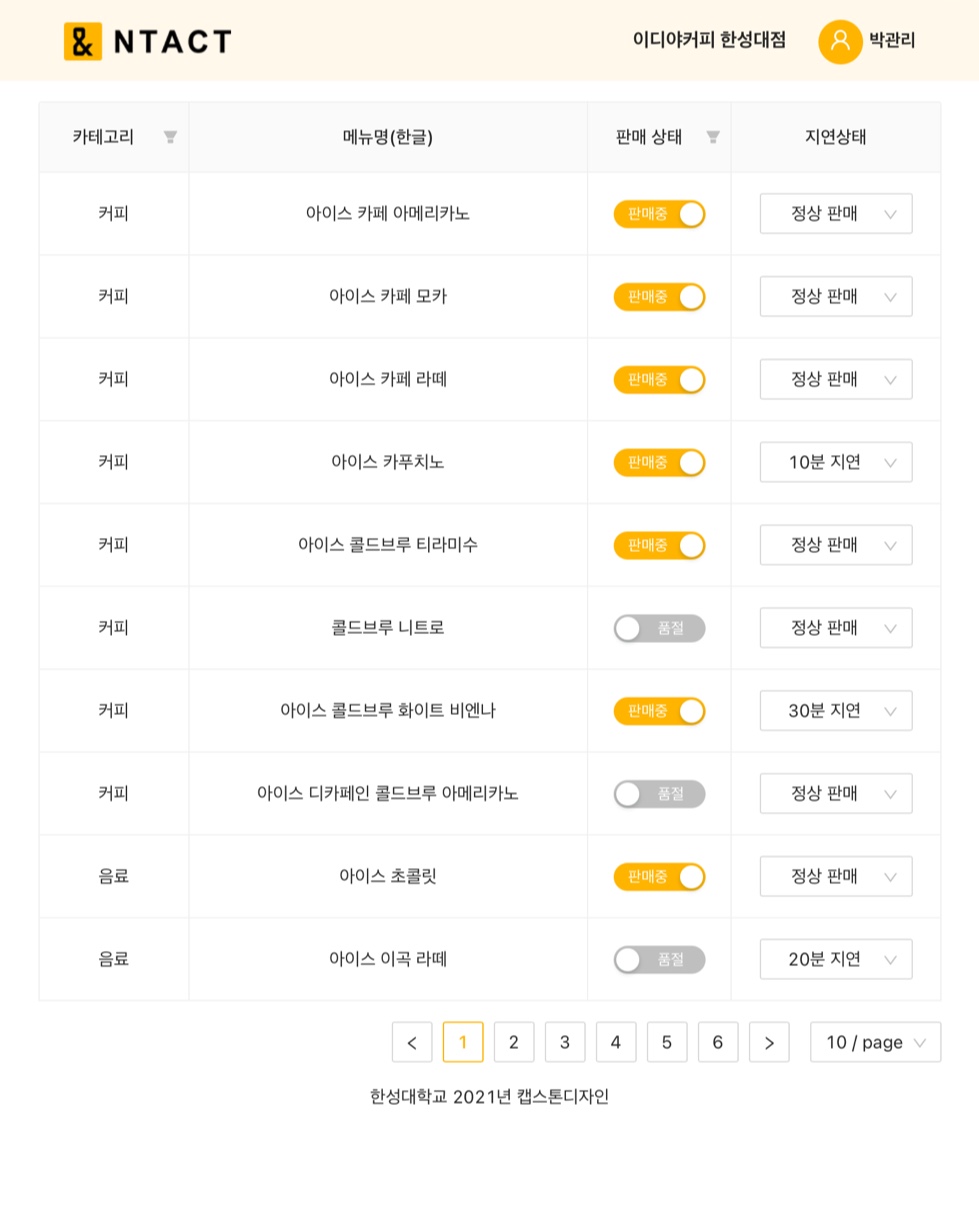 & NTACT 이디야커피 한성대점 박관리
카테고리 메뉴명(한글) 판매 상태 지연상태
커피 아이스 카페 아메리카노 판매중 정상 판매
커피 아이스 카페 모카 판매중 정상 판매
커피 아이스 카페 라떼 판매중 정상 판매
커피 아이스 카푸치노 판매중 10분 지연
커피 아이스 콜드브루 티라미수 판매중 정상 판매
커피 콜드브루 니트로 품절 정상 판매
커피 아이스 콜드브루 화이트 비엔나 판매중 30분 지연
커피 아이스 디카페인 콜드브루 아메리카노 품절 정상 판매
음료 아이스 초콜릿 판매중 정상 판매
음료 아이스 이곡 라떼 품절 20분 지연
< 1 2 3 4 5 6 > 10 / page
한성대학교 2021년 캡스톤디자인